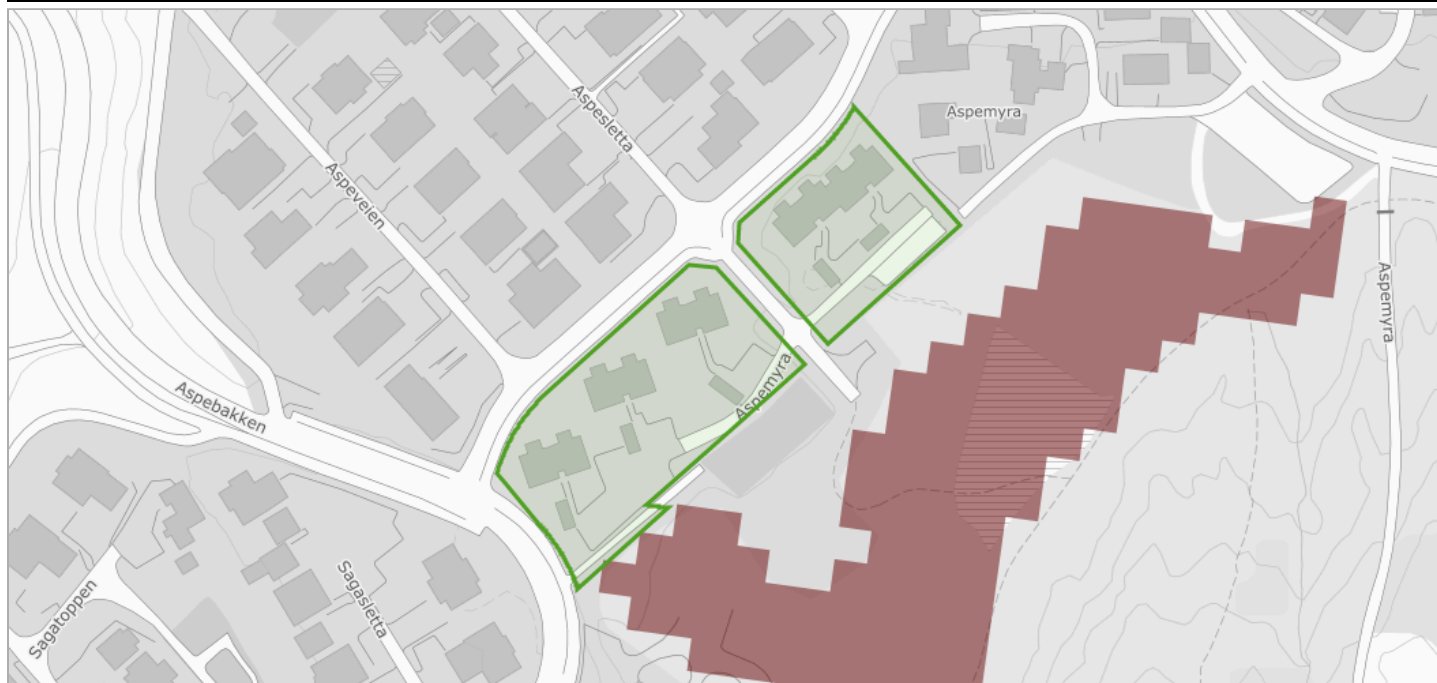 Aspesletta
Aspemyra
Aspeveien
Aspemyra
Aspemyra
Aspebakken
Sagasletta
Sagatoppen